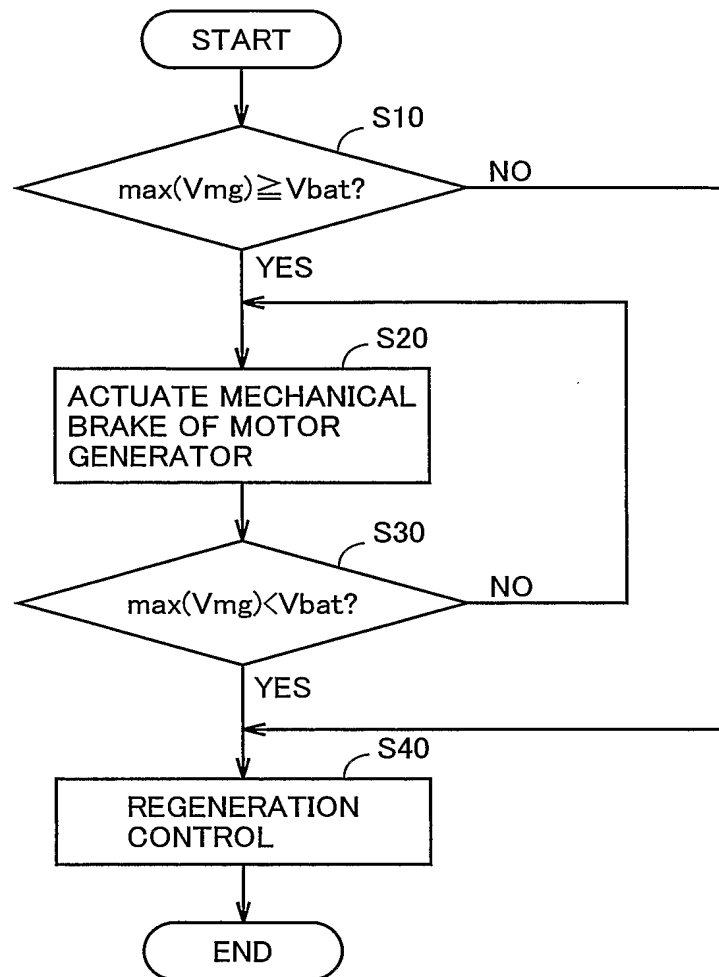 START
S10
max(Vmg)≧Vbat?
NO
YES
S20
ACTUATE MECHANICAL
BRAKE OF MOTOR
GENERATOR
S30
max(Vmg)<Vbat?
NO
YES
S40
REGENERATION
CONTROL
END